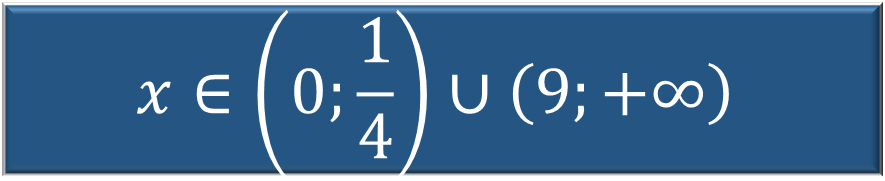 x ∈ (0; 1/4) ∪ (9; +∞)